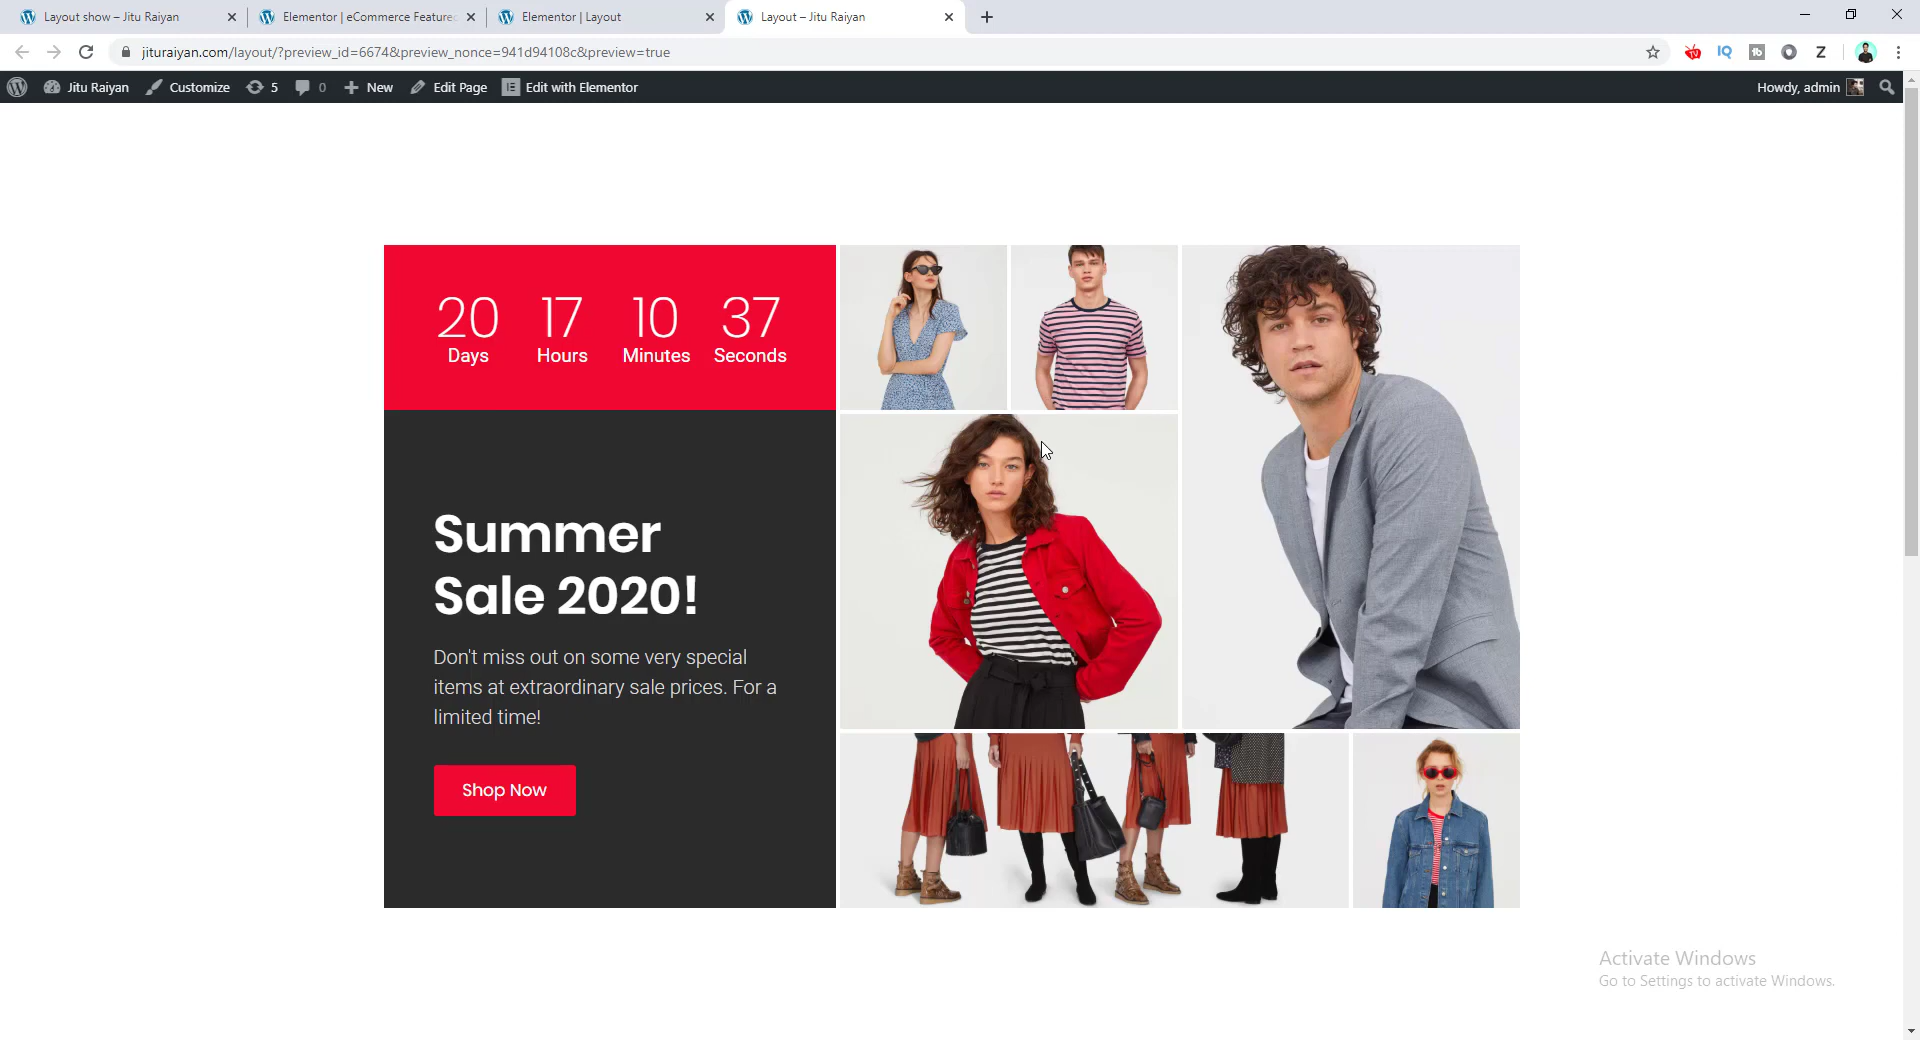 Layout show – Jitu Raiyan
Elementor | eCommerce Feature
Elementor | Layout
Layout – Jitu Raiyan
jituraiyan.com/layout/?preview_id=6674&preview_nonce=941d94108c&preview=true
IQ
tb
Z
Jitu Raiyan
Customize
5
0
New
Edit Page
Edit with Elementor
Howdy, admin
20 17 10 37
Days Hours Minutes Seconds
Summer
Sale 2020!
Don't miss out on some very special
items at extraordinary sale prices. For a
limited time!
Shop Now
Activate Windows
Go to Settings to activate Windows.